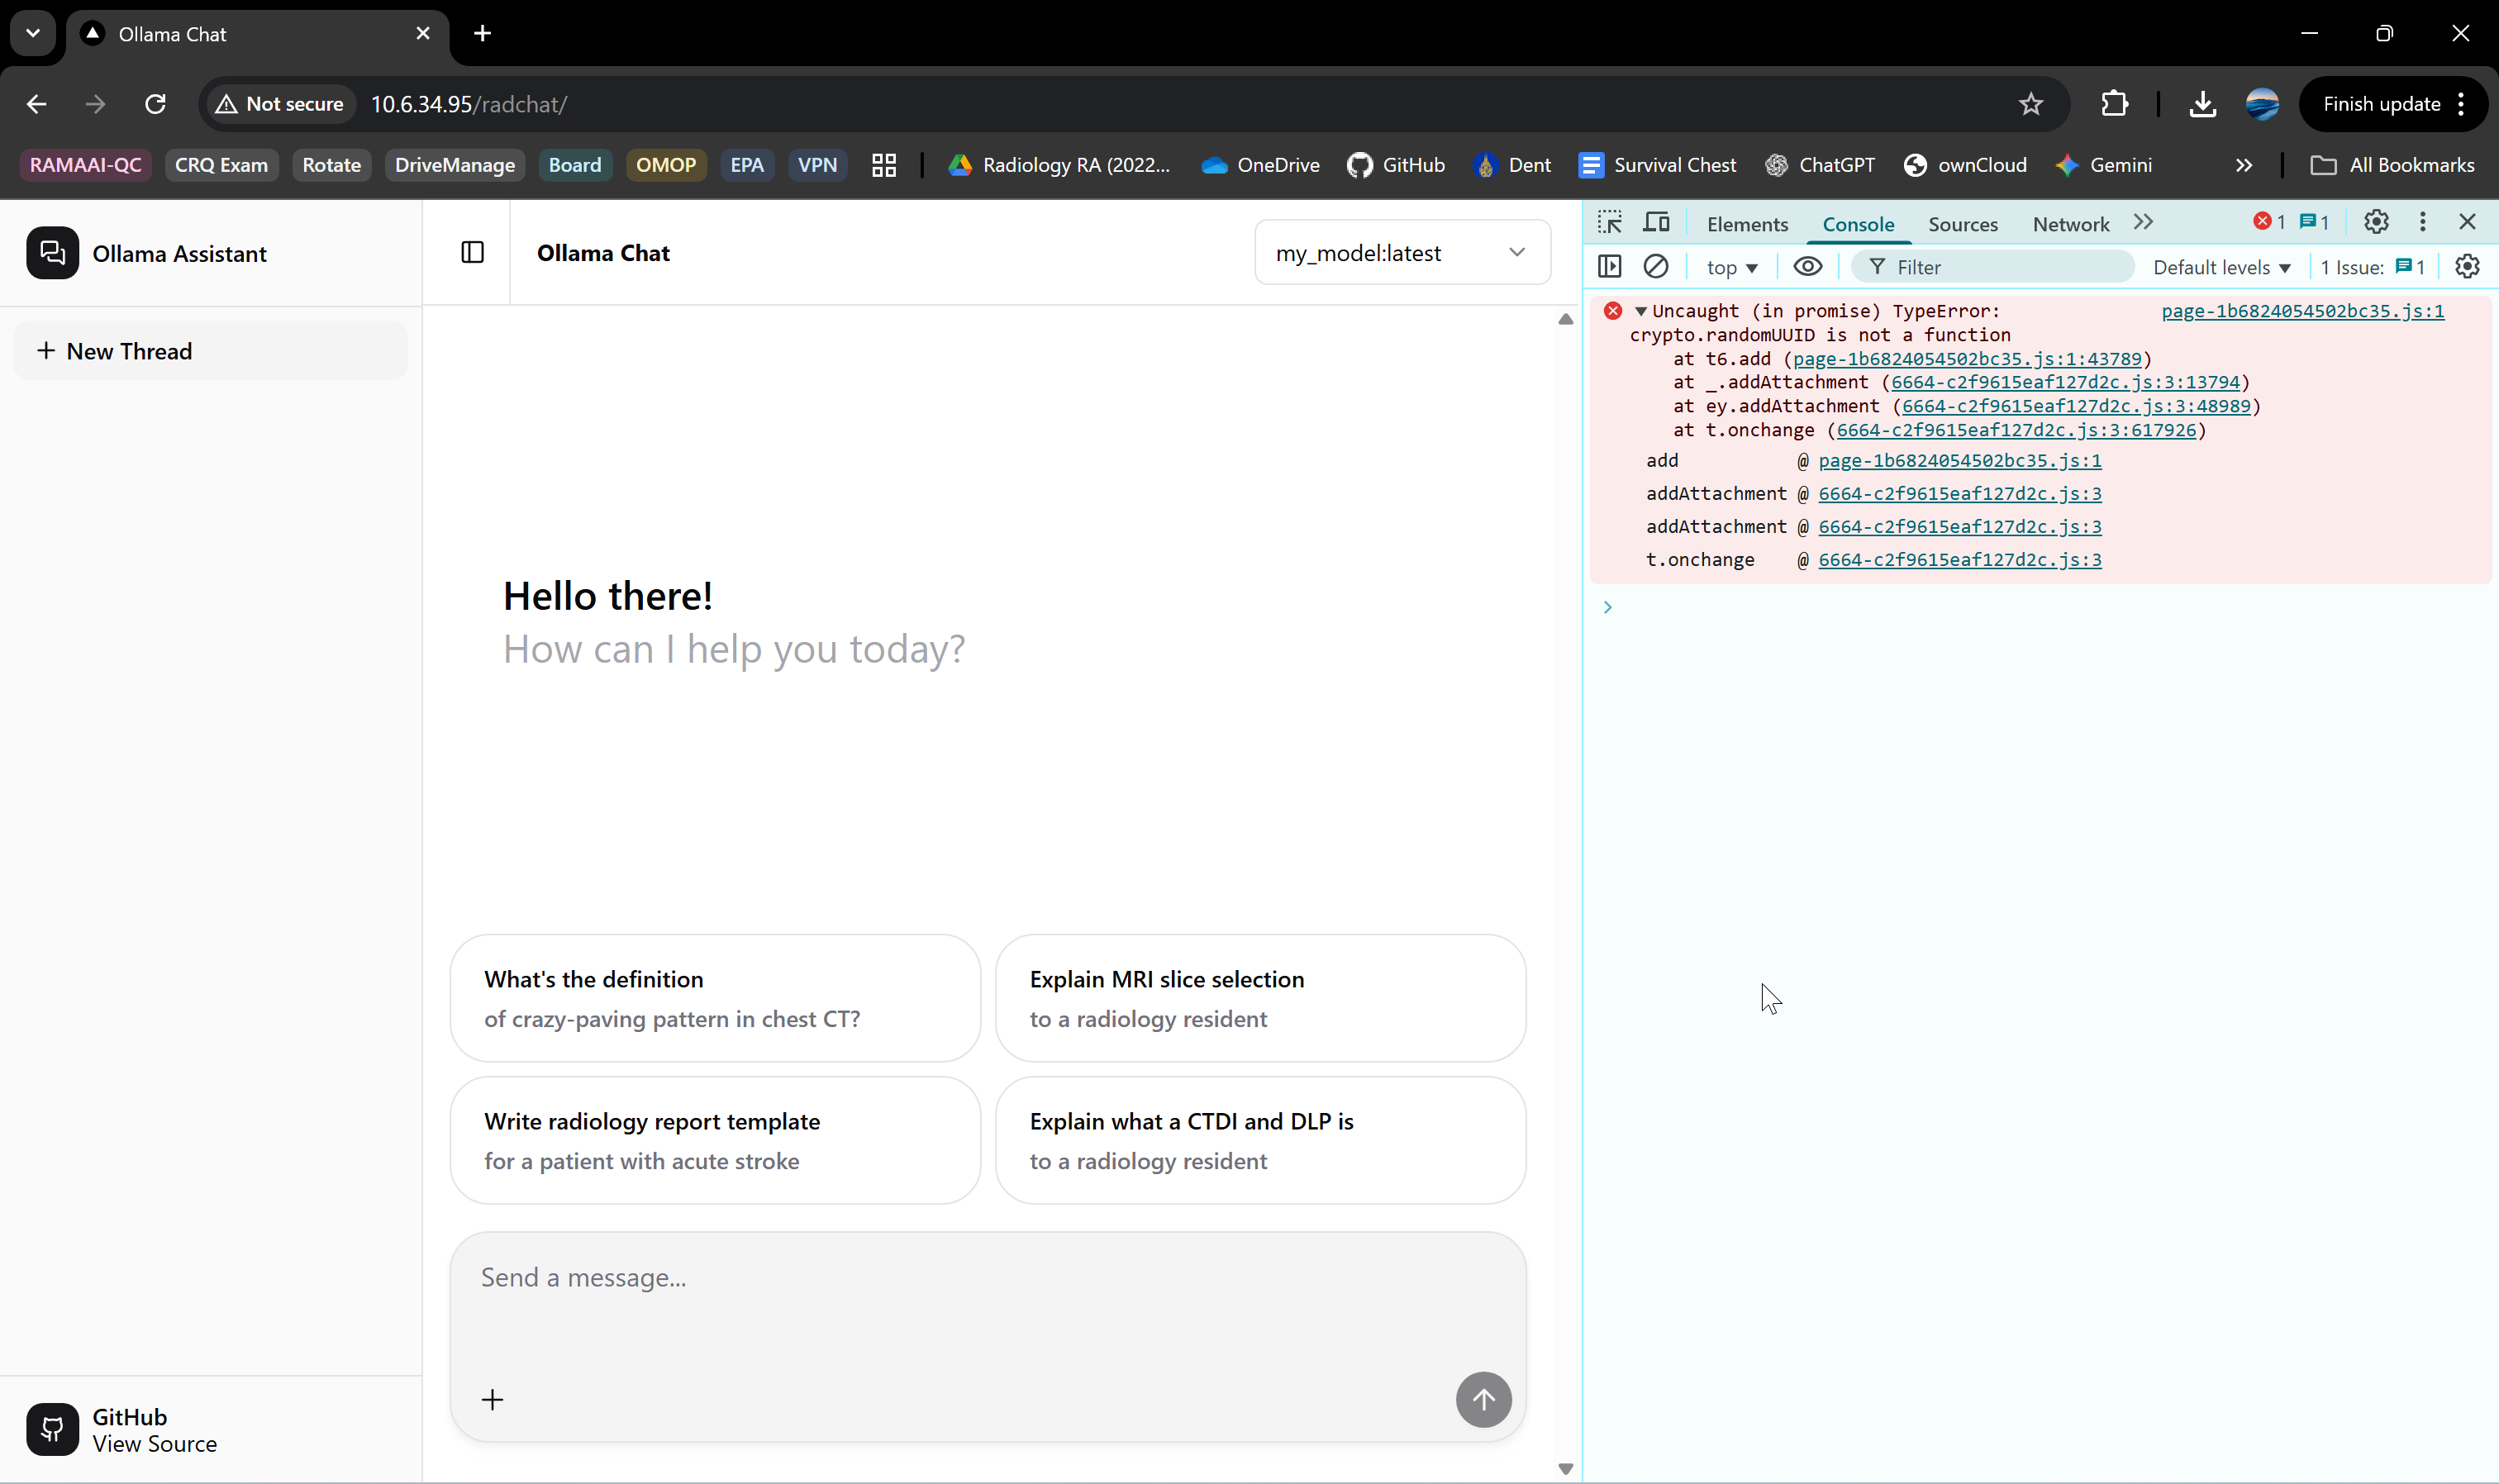 Ollama Chat
Not secure
10.6.34.95/radchat/
Finish update
RAMAAI-QC
CRQ Exam
Rotate
DriveManage
Board
OMOP
EPA
VPN
Radiology RA (2022...
OneDrive
GitHub
Dent
Survival Chest
ChatGPT
ownCloud
Gemini
All Bookmarks
Ollama Assistant
New Thread
GitHub
View Source
Ollama Chat
my_model:latest
Hello there!
How can I help you today?
What's the definition
of crazy-paving pattern in chest CT?
Explain MRI slice selection
to a radiology resident
Write radiology report template
for a patient with acute stroke
Explain what a CTDI and DLP is
to a radiology resident
Send a message...
Elements
Console
Sources
Network
1
1
top
Filter
Default levels
1 Issue:
1
Uncaught (in promise) TypeError: page-1b6824054502bc35.js:1
crypto.randomUUID is not a function
at t6.add (page-1b6824054502bc35.js:1:43789)
at _.addAttachment (6664-c2f9615eaf127d2c.js:3:13794)
at ey.addAttachment (6664-c2f9615eaf127d2c.js:3:48989)
at t.onchange (6664-c2f9615eaf127d2c.js:3:617926)
add @ page-1b6824054502bc35.js:1
addAttachment @ 6664-c2f9615eaf127d2c.js:3
addAttachment @ 6664-c2f9615eaf127d2c.js:3
t.onchange @ 6664-c2f9615eaf127d2c.js:3